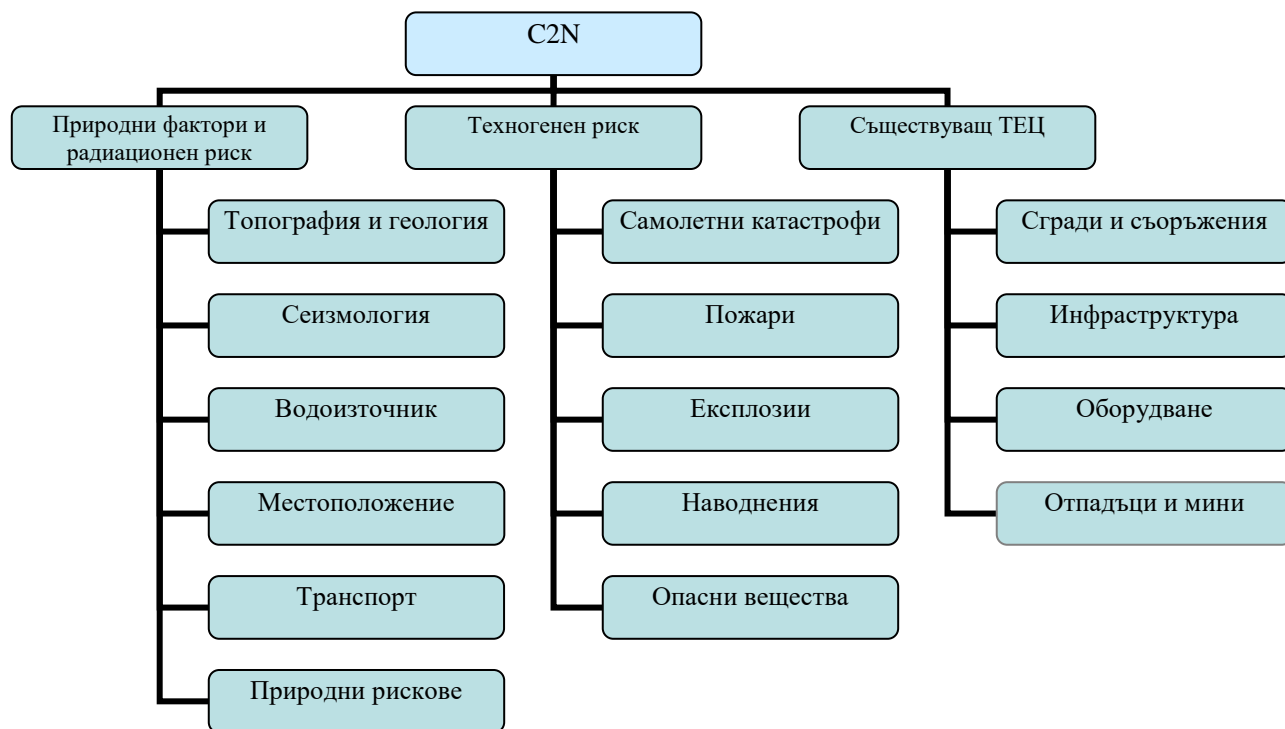 C2N
Природни фактори и
радиационен риск
Техногенен риск
Съществуващ ТЕЦ
Топография и геология
Сеизмология
Водоизточник
Местоположение
Транспорт
Природни рискове
Самолетни катастрофи
Пожари
Експлозии
Наводнения
Опасни вещества
Сгради и съоръжения
Инфраструктура
Оборудване
Отпадъци и мини